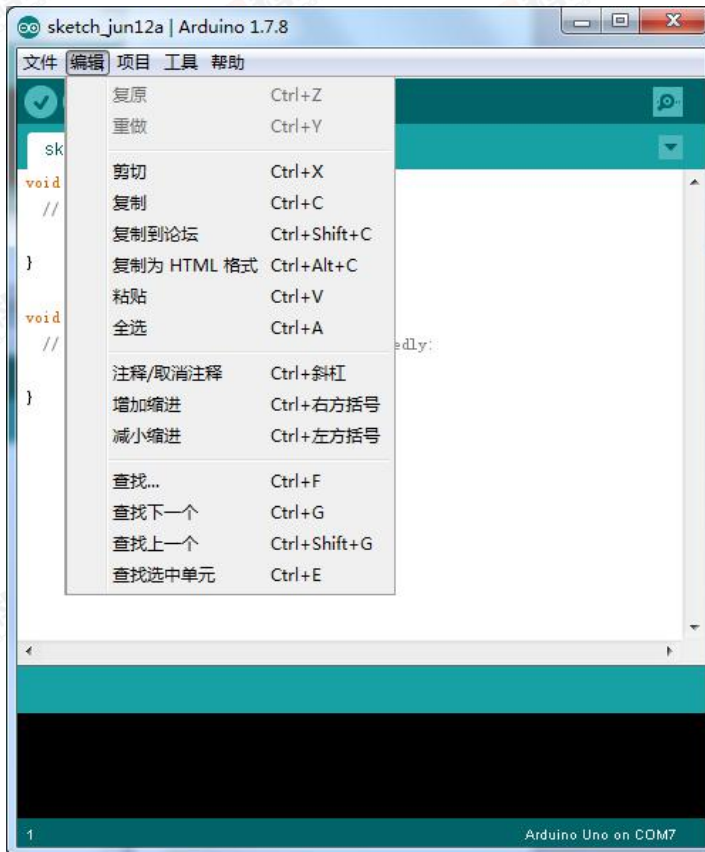 sketch_jun12a | Arduino 1.7.8
文件 编辑 项目 工具 帮助
复原 Ctrl+Z
重做 Ctrl+Y
sk
剪切 Ctrl+X
void
复制 Ctrl+C
//
复制到论坛 Ctrl+Shift+C
}
复制为 HTML 格式 Ctrl+Alt+C
粘贴 Ctrl+V
void
全选 Ctrl+A
// edly:
注释/取消注释 Ctrl+斜杠
}
增加缩进 Ctrl+右方括号
减小缩进 Ctrl+左方括号
查找... Ctrl+F
查找下一个 Ctrl+G
查找上一个 Ctrl+Shift+G
查找选中单元 Ctrl+E
1 Arduino Uno on COM7